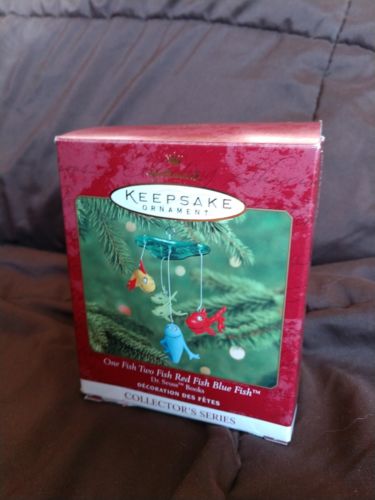 Hallmark
KEEPSAKE
ORNAMENT
One Fish Two Fish Red Fish Blue Fish™
Dr. Seuss™ Books
DÉCORATION DES FÊTES
COLLECTOR'S SERIES